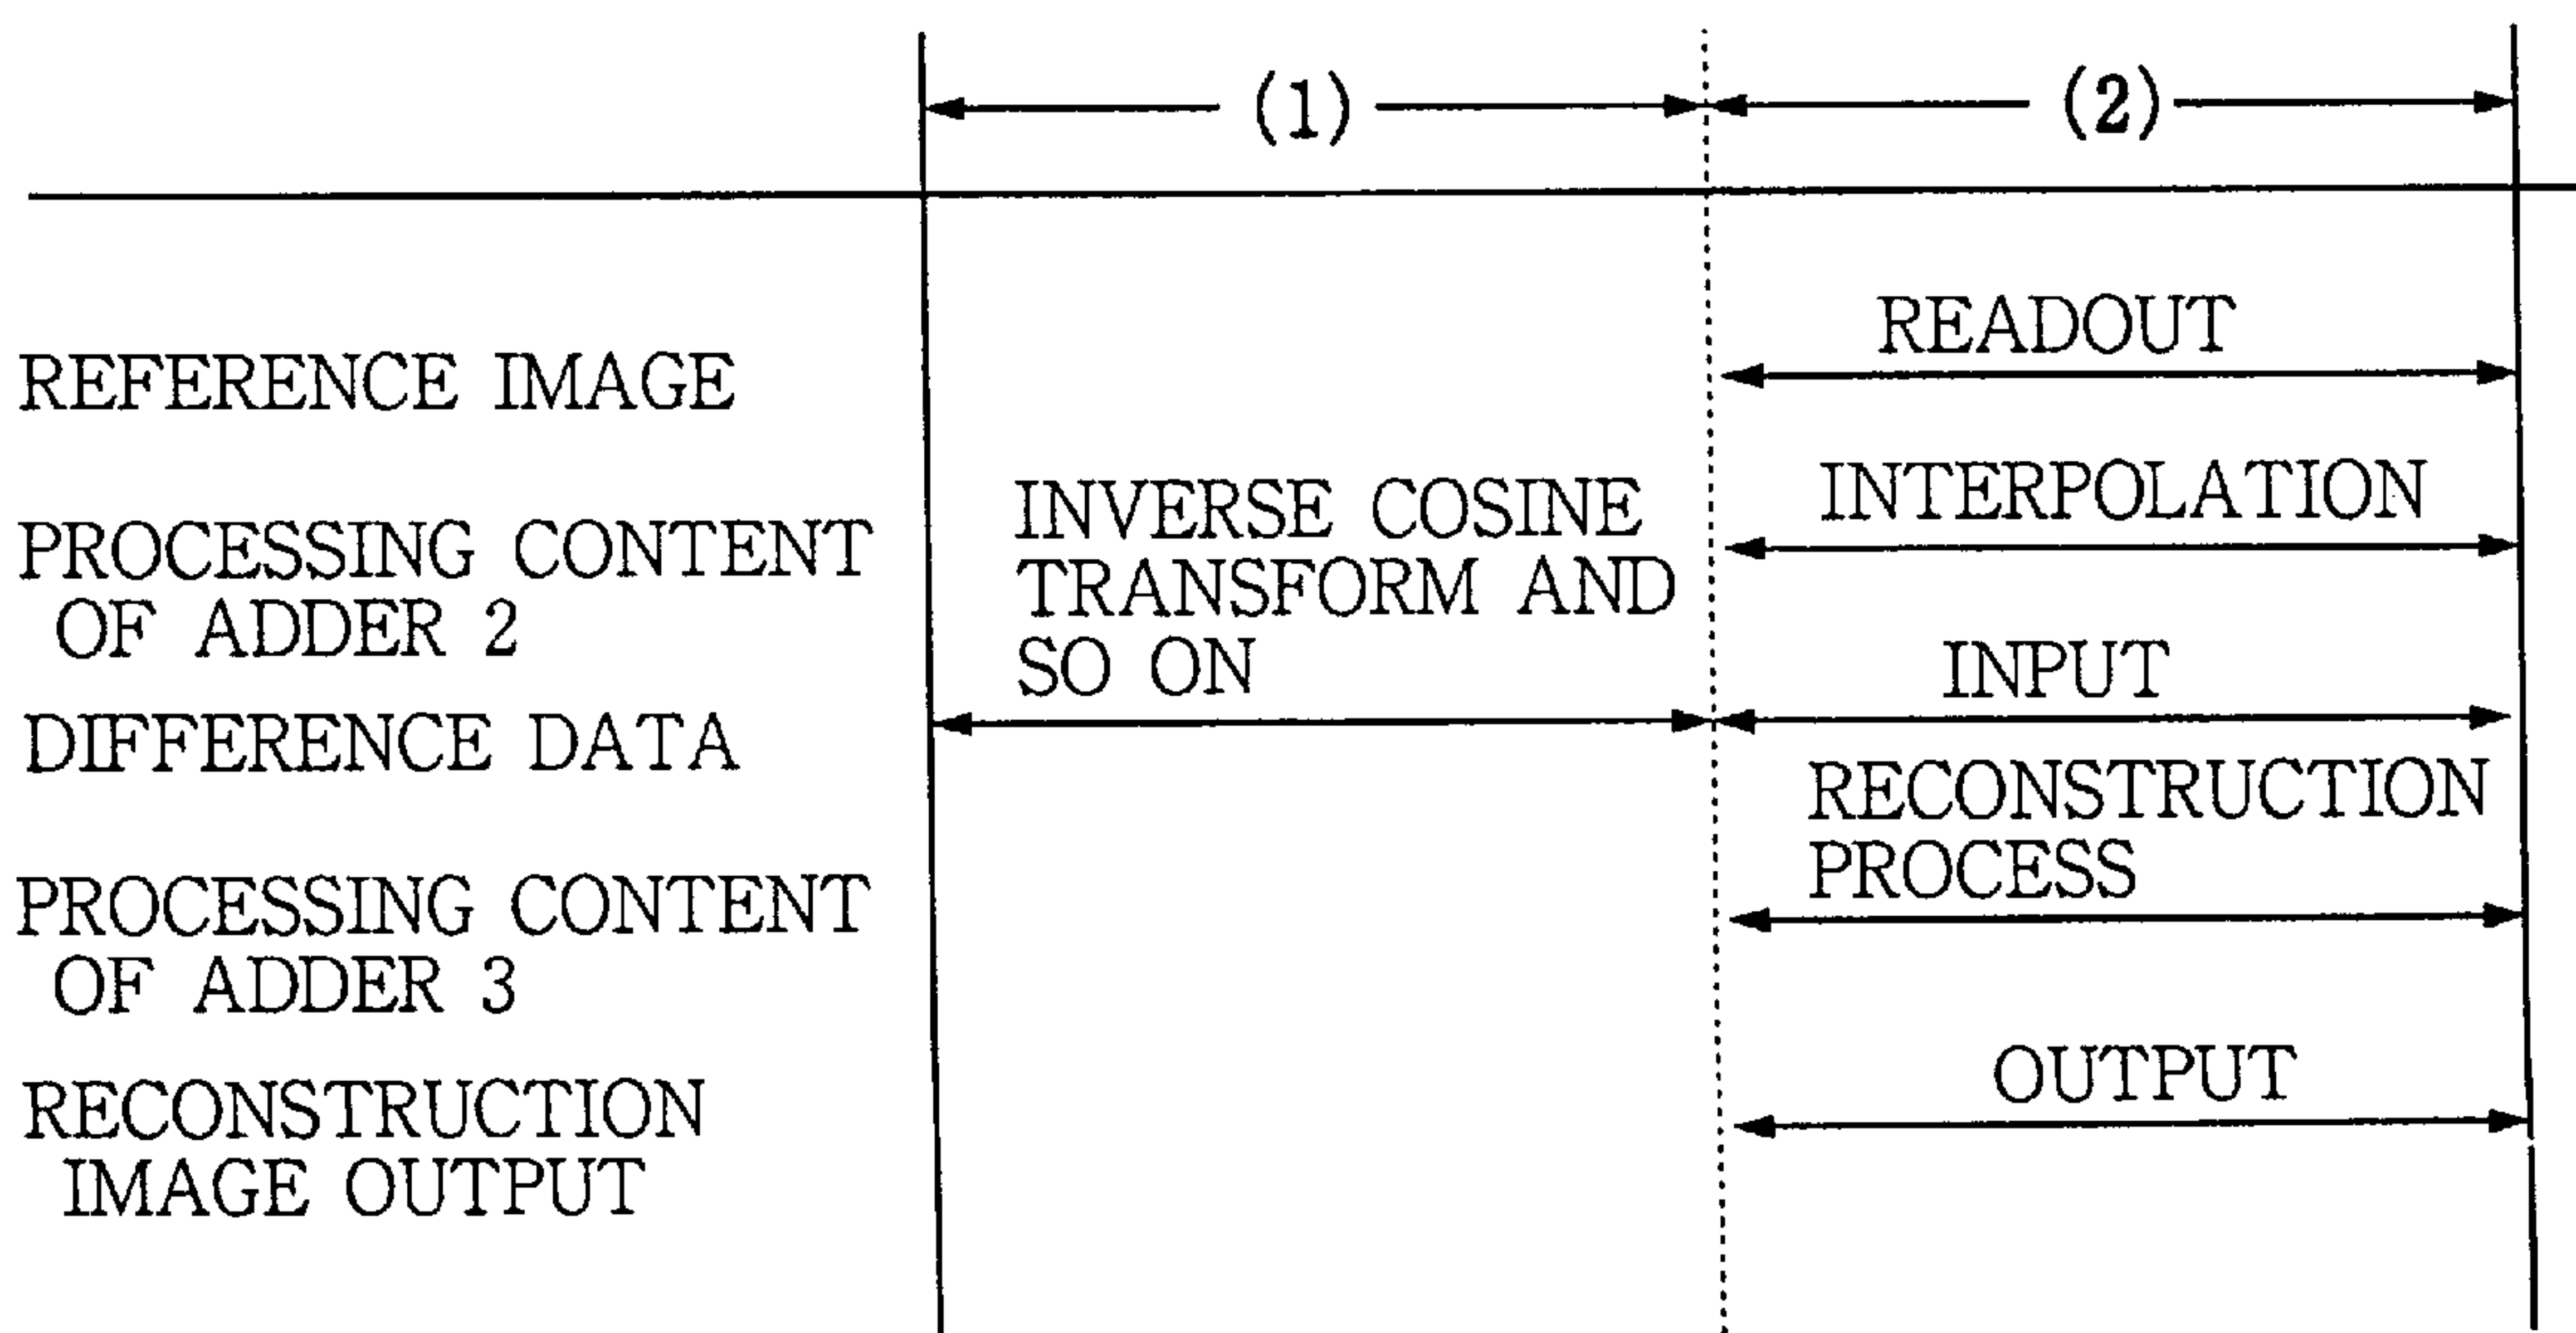 (1) (2)
READOUT
REFERENCE IMAGE
INTERPOLATION
INVERSE COSINE
TRANSFORM AND
SO ON
PROCESSING CONTENT
OF ADDER 2
INPUT
DIFFERENCE DATA
RECONSTRUCTION
PROCESS
PROCESSING CONTENT
OF ADDER 3
OUTPUT
RECONSTRUCTION
IMAGE OUTPUT